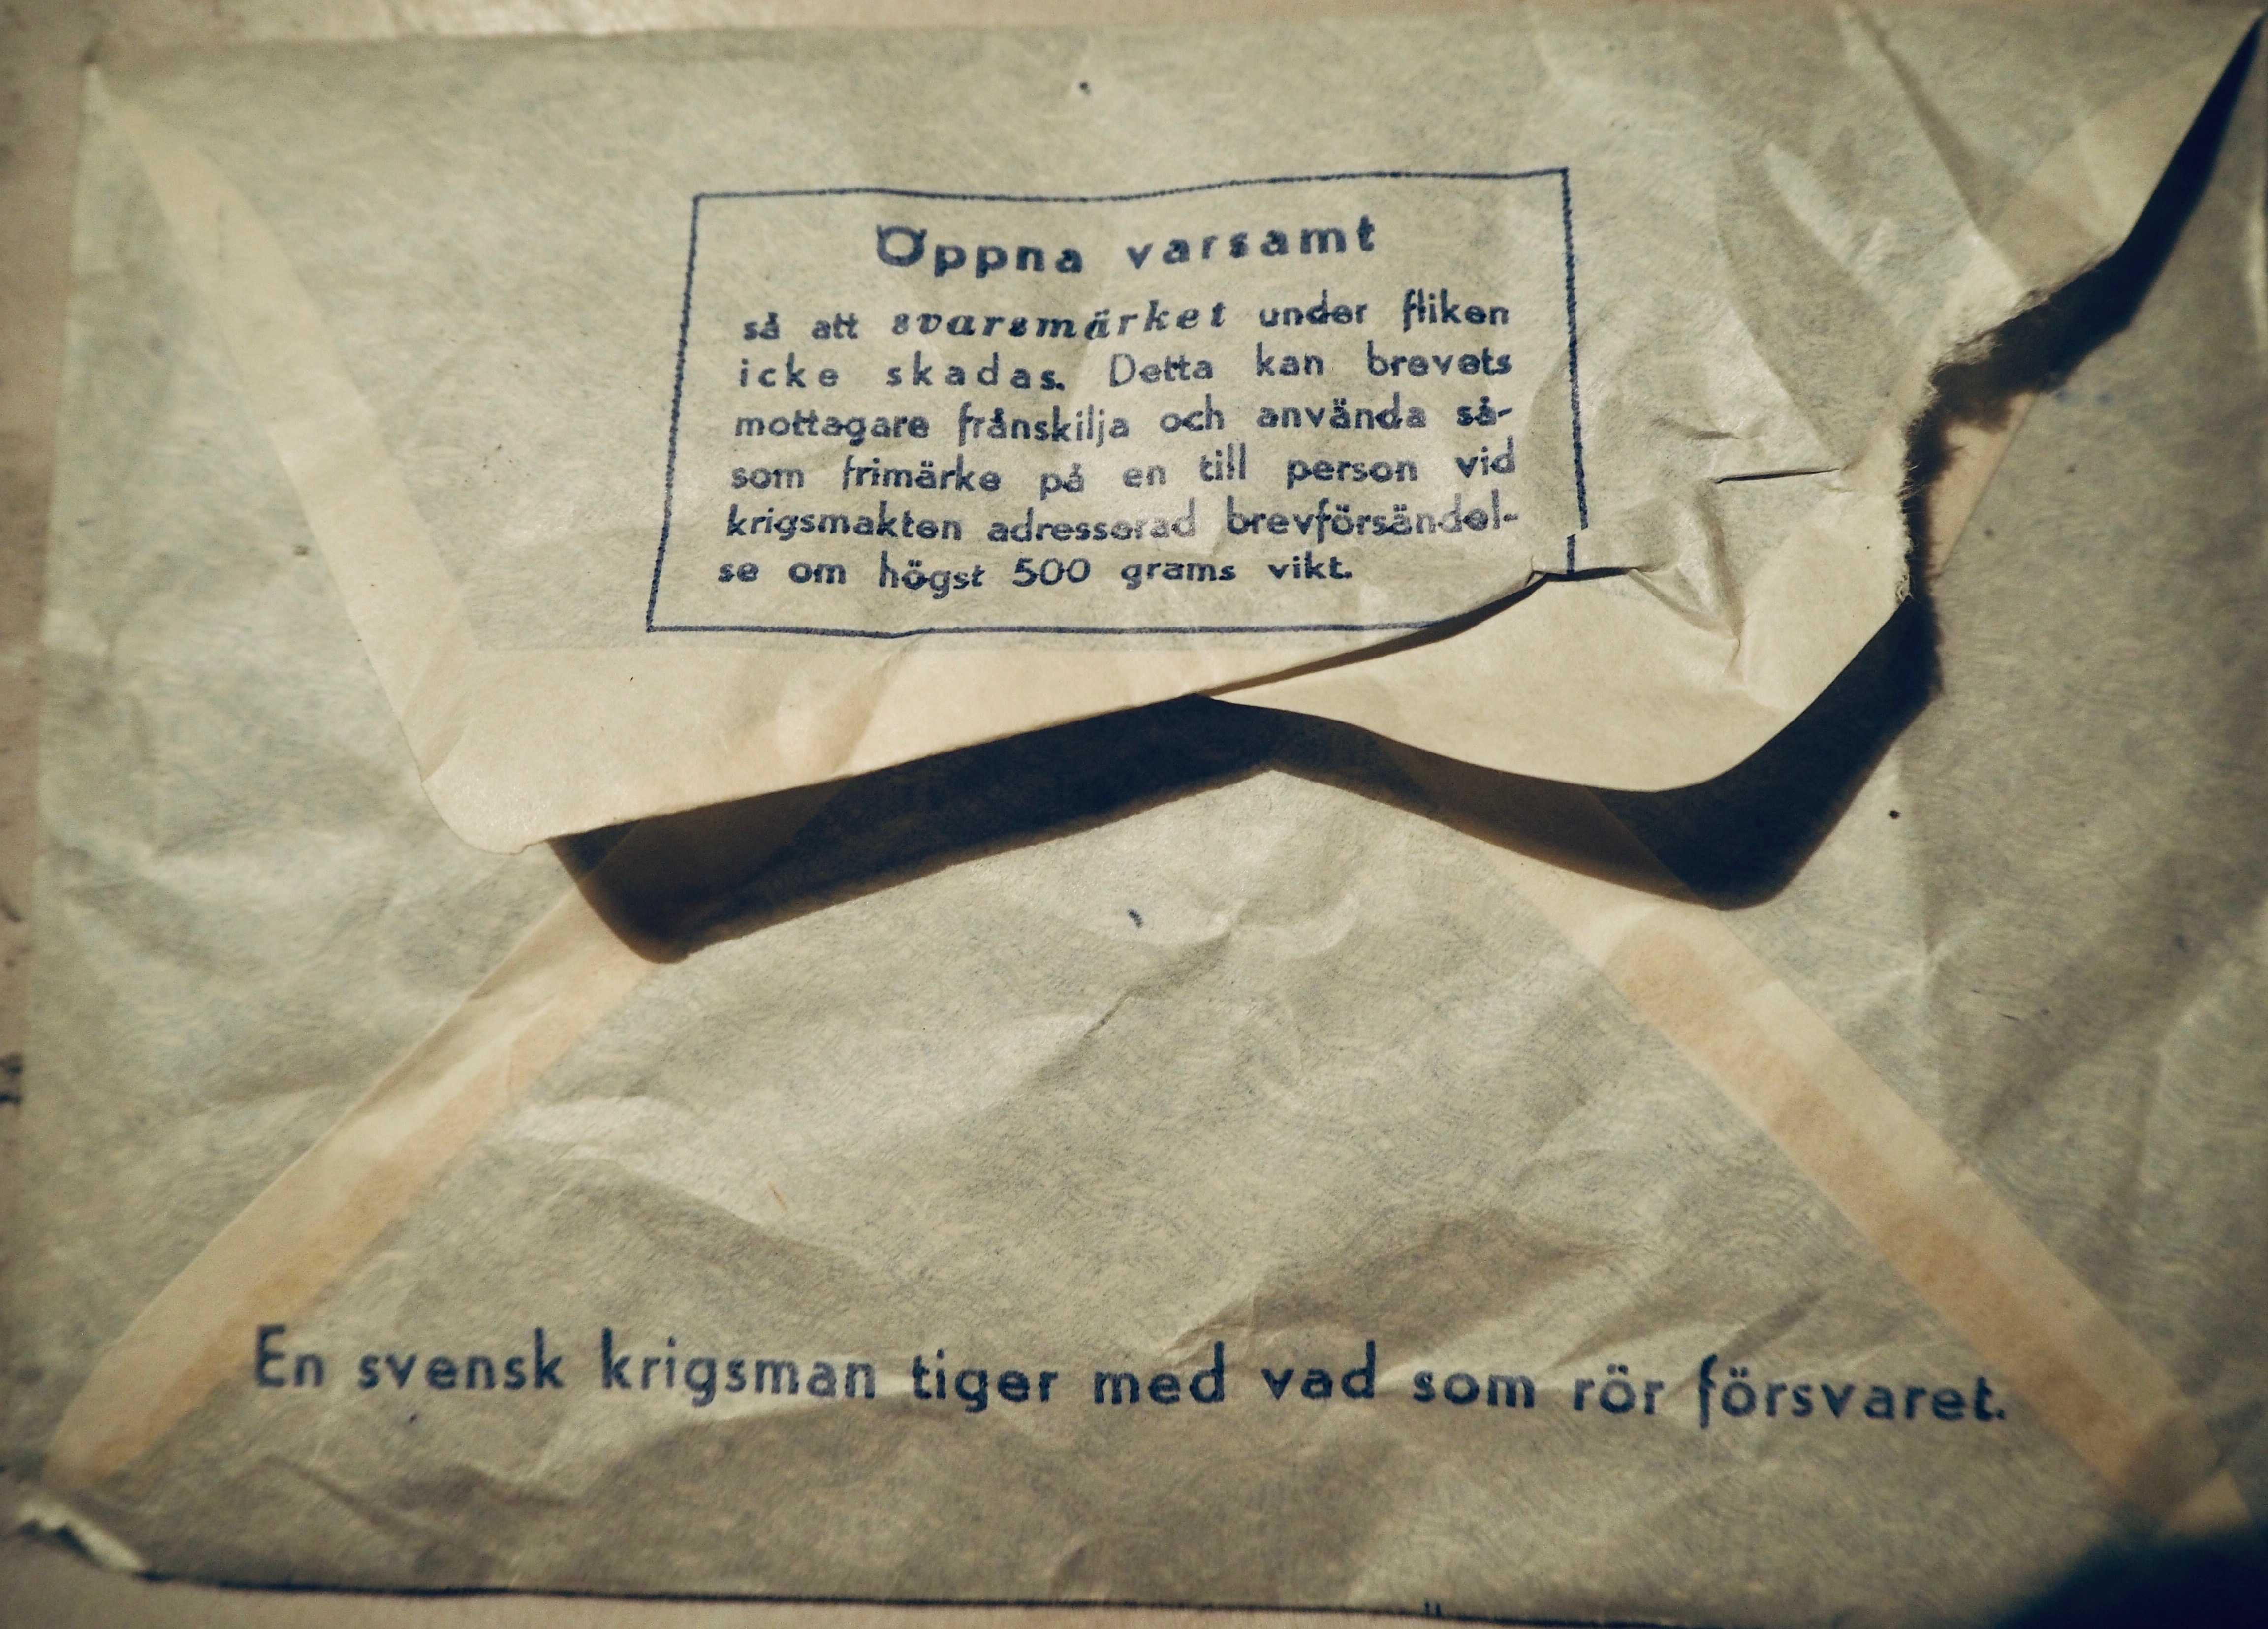 Öppna varsamt
så att svarsmärket under fliken
icke skadas. Detta kan brevets
mottagare frånskilja och använda så-
som frimärke på en till person vid
krigsmakten adresserad brevförsändel-
se om högst 500 grams vikt.
En svensk krigsman tiger med vad som rör försvaret.